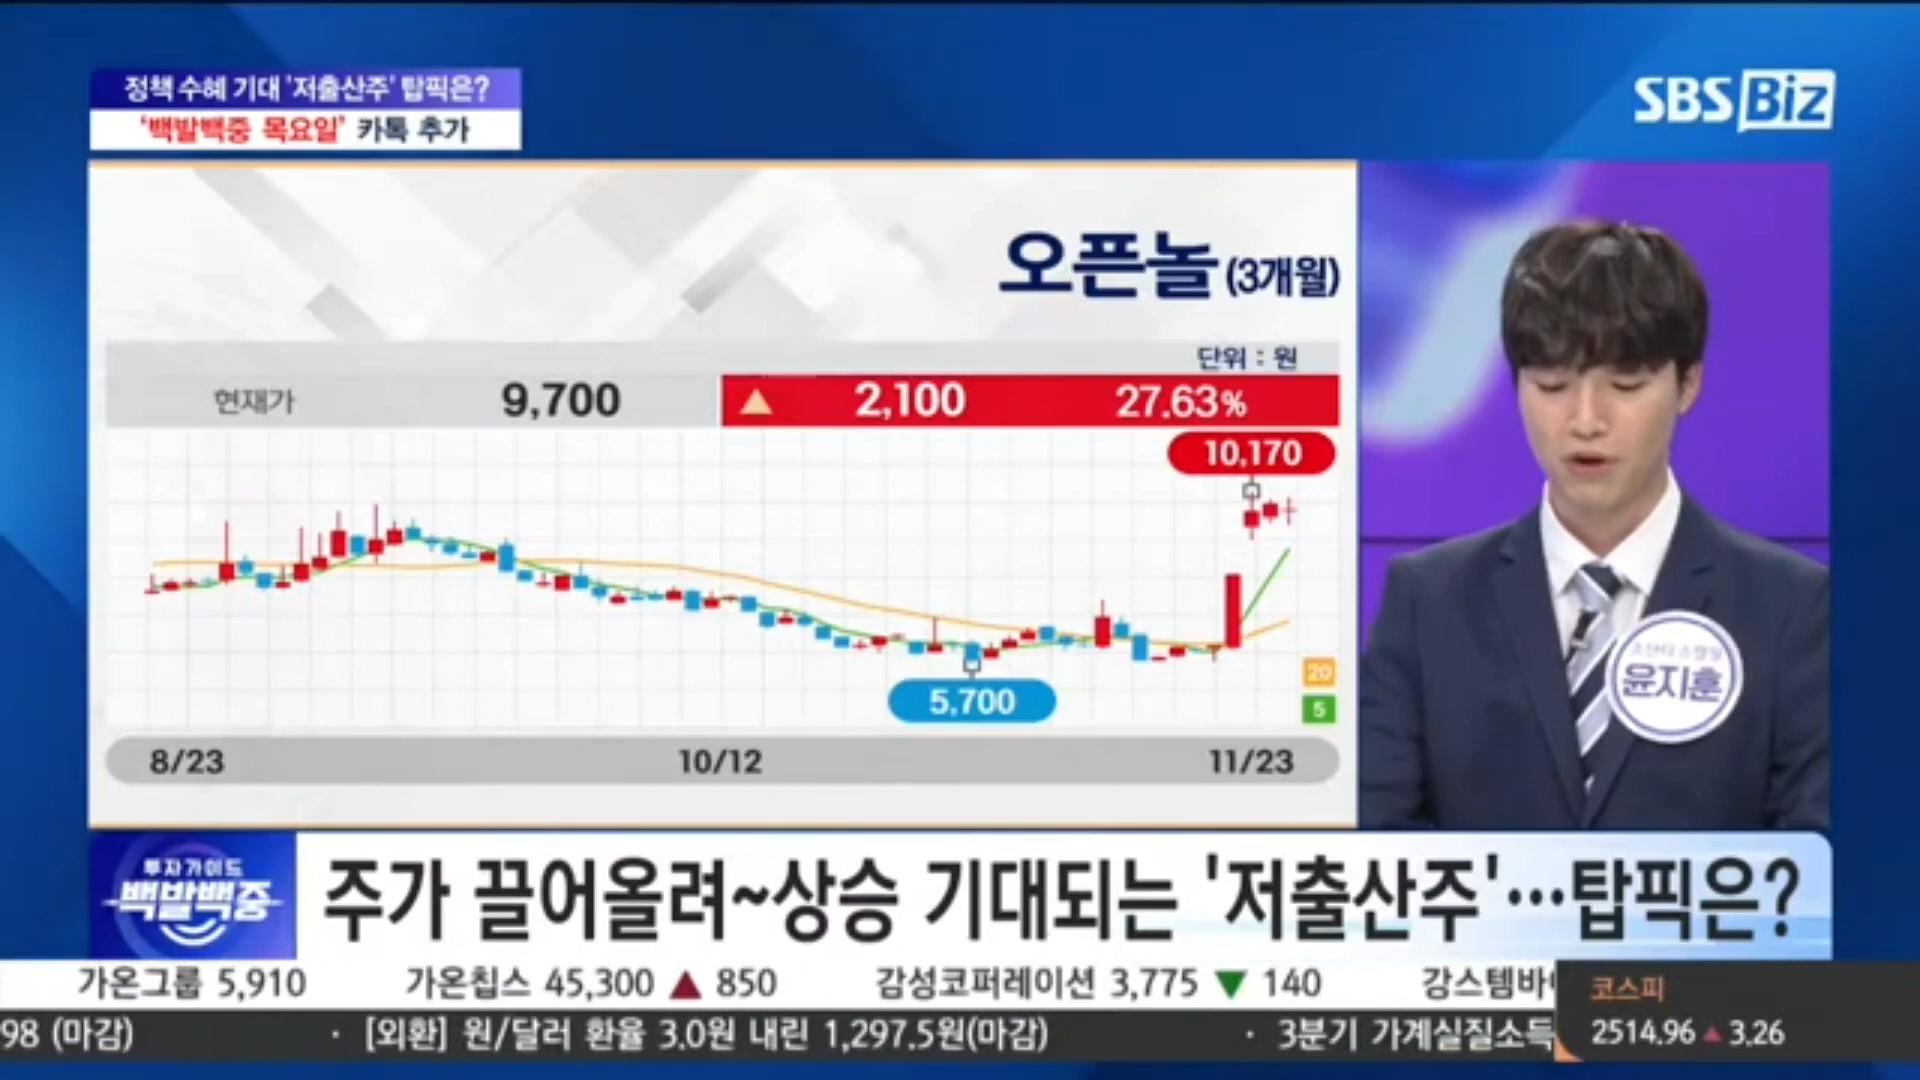 정책 수혜 기대 '저출산주' 탑픽은?
'백발백중 목요일' 카톡 추가
SBS Biz
오픈놀 (3개월)
단위 : 원
현재가 9,700 ▲ 2,100 27.63%
10,170
5,700
20
5
8/23 10/12 11/23
윤지훈
투자가이드
백발백중
주가 끌어올려~상승 기대되는 '저출산주'…탑픽은?
가온그룹 5,910 가온칩스 45,300 ▲ 850 감성코퍼레이션 3,775 ▼ 140 강스템바이
코스피
98 (마감) · [외환] 원/달러 환율 3.0원 내린 1,297.5원(마감) · 3분기 가계실질소득
2514.96 ▲ 3.26